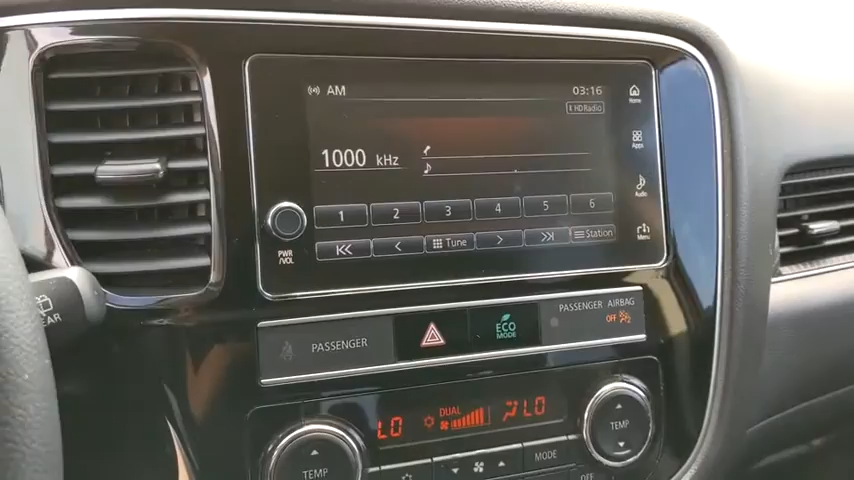 AM 03:16
HD Radio
Home
1000 kHz
Apps
Audio
1 2 3 4 5 6
Tune Station
Menu
PWR
/VOL
REAR
PASSENGER
ECO
MODE
PASSENGER AIRBAG
OFF
LO DUAL LO
TEMP
TEMP
MODE
OFF